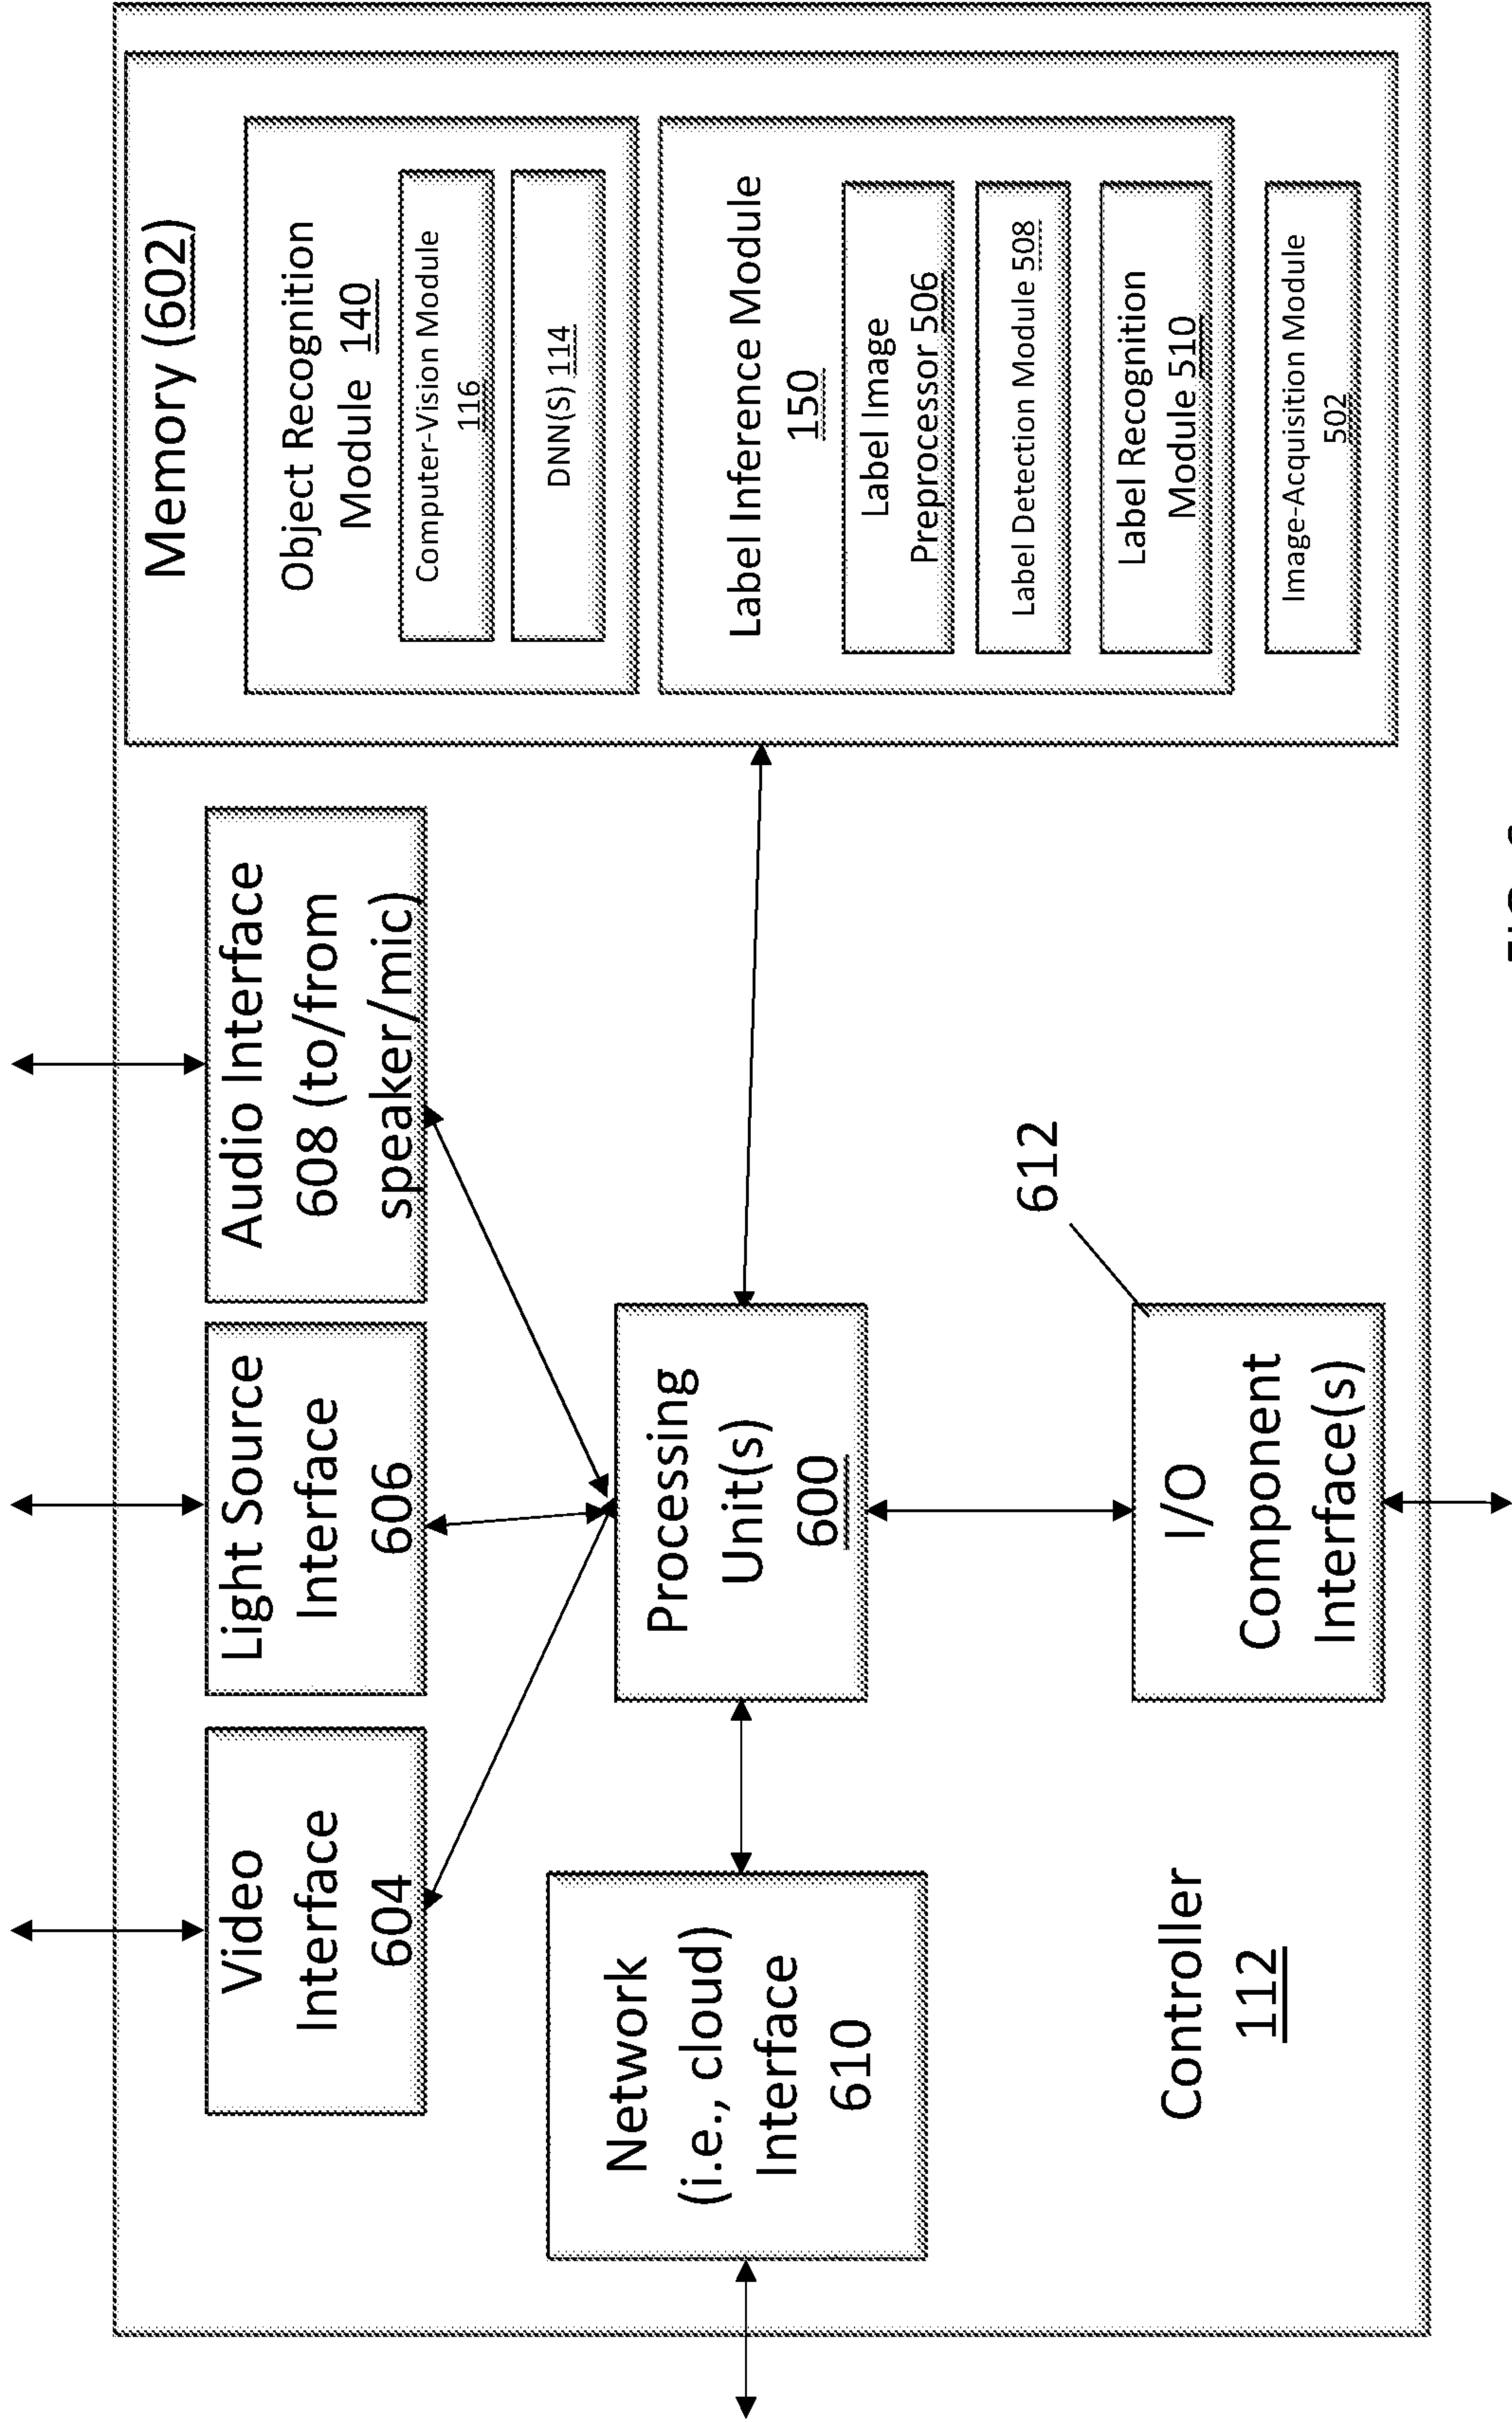 Video
Interface
604
Light Source
Interface
606
Audio Interface
608 (to/from
speaker/mic)
Memory (602)
Object Recognition
Module 140
Computer-Vision Module
116
DNN(S) 114
Label Inference Module
150
Label Image
Preprocessor 506
Label Detection Module 508
Label Recognition
Module 510
Image-Acquisition Module
502
Network
(i.e., cloud)
Interface
610
Processing
Unit(s)
600
612
I/O
Component
Interface(s)
Controller
112